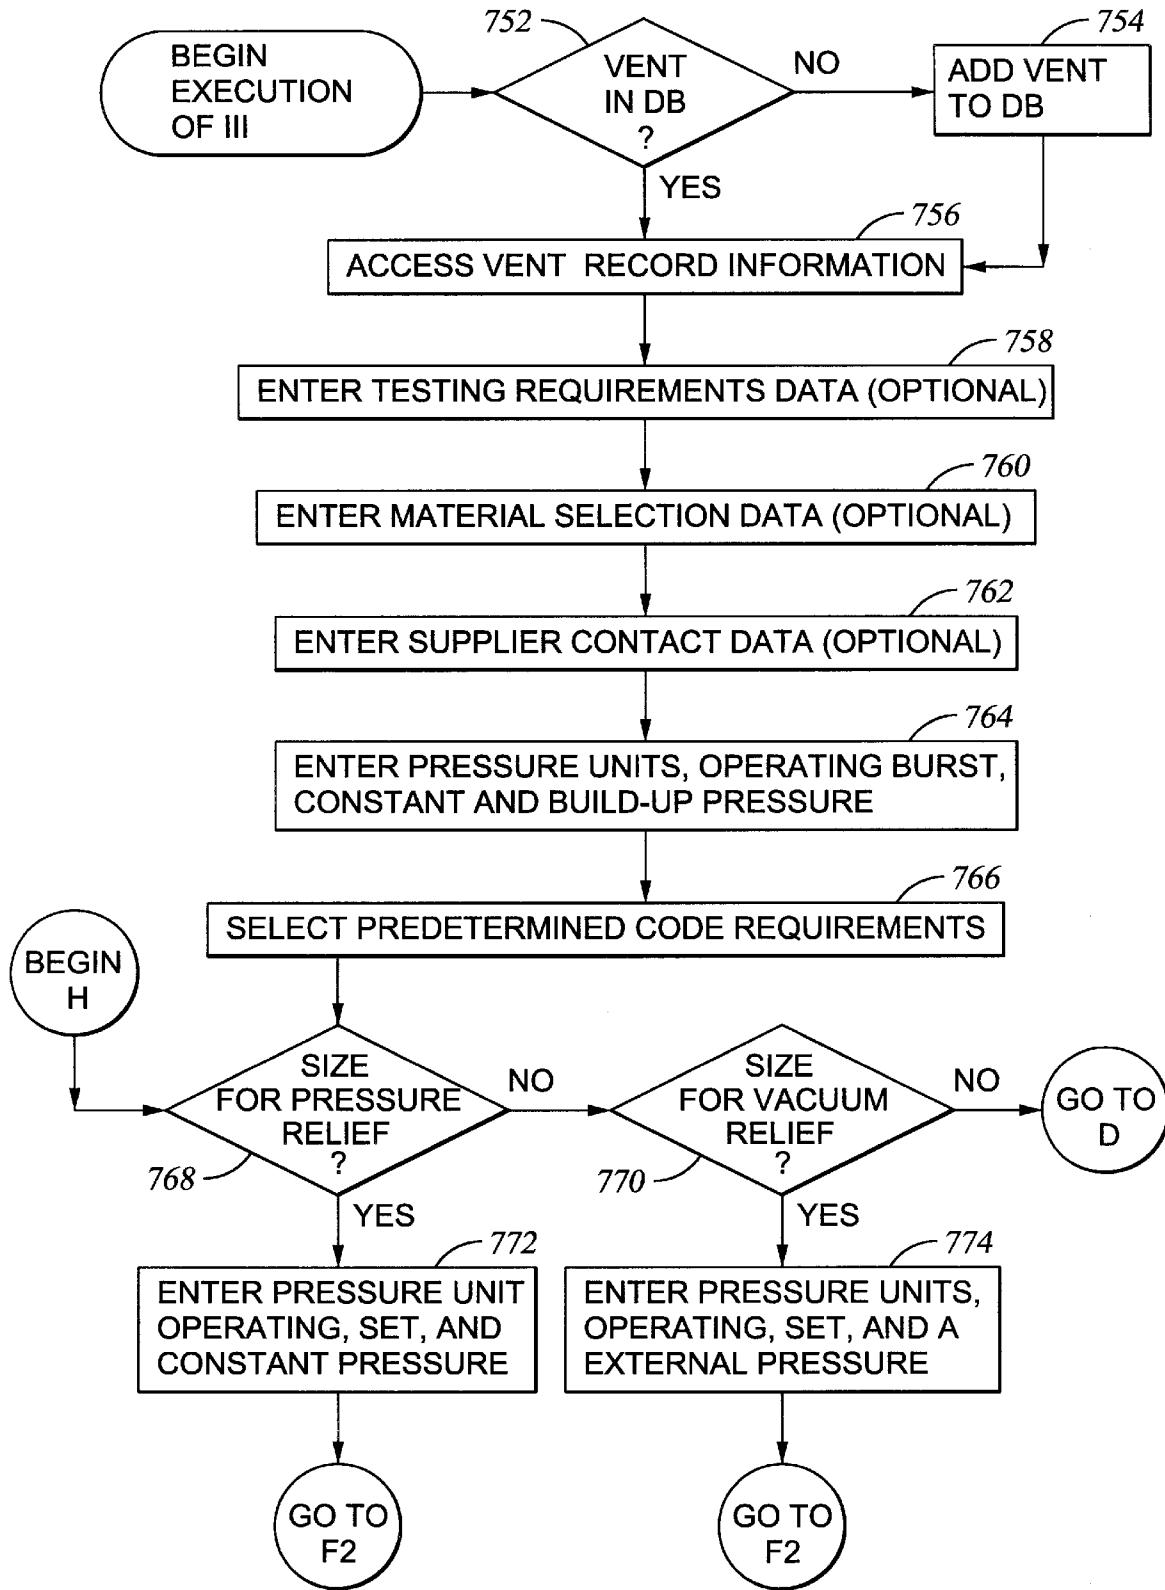 752
754
BEGIN
EXECUTION
OF III
VENT
IN DB
?
NO
ADD VENT
TO DB
YES
756
ACCESS VENT RECORD INFORMATION
758
ENTER TESTING REQUIREMENTS DATA (OPTIONAL)
760
ENTER MATERIAL SELECTION DATA (OPTIONAL)
762
ENTER SUPPLIER CONTACT DATA (OPTIONAL)
764
ENTER PRESSURE UNITS, OPERATING BURST,
CONSTANT AND BUILD-UP PRESSURE
766
SELECT PREDETERMINED CODE REQUIREMENTS
BEGIN
H
SIZE
FOR PRESSURE
RELIEF
?
768
NO
SIZE
FOR VACUUM
RELIEF
?
770
NO
GO TO
D
YES
YES
772
ENTER PRESSURE UNIT
OPERATING, SET, AND
CONSTANT PRESSURE
774
ENTER PRESSURE UNITS,
OPERATING, SET, AND A
EXTERNAL PRESSURE
GO TO
F2
GO TO
F2